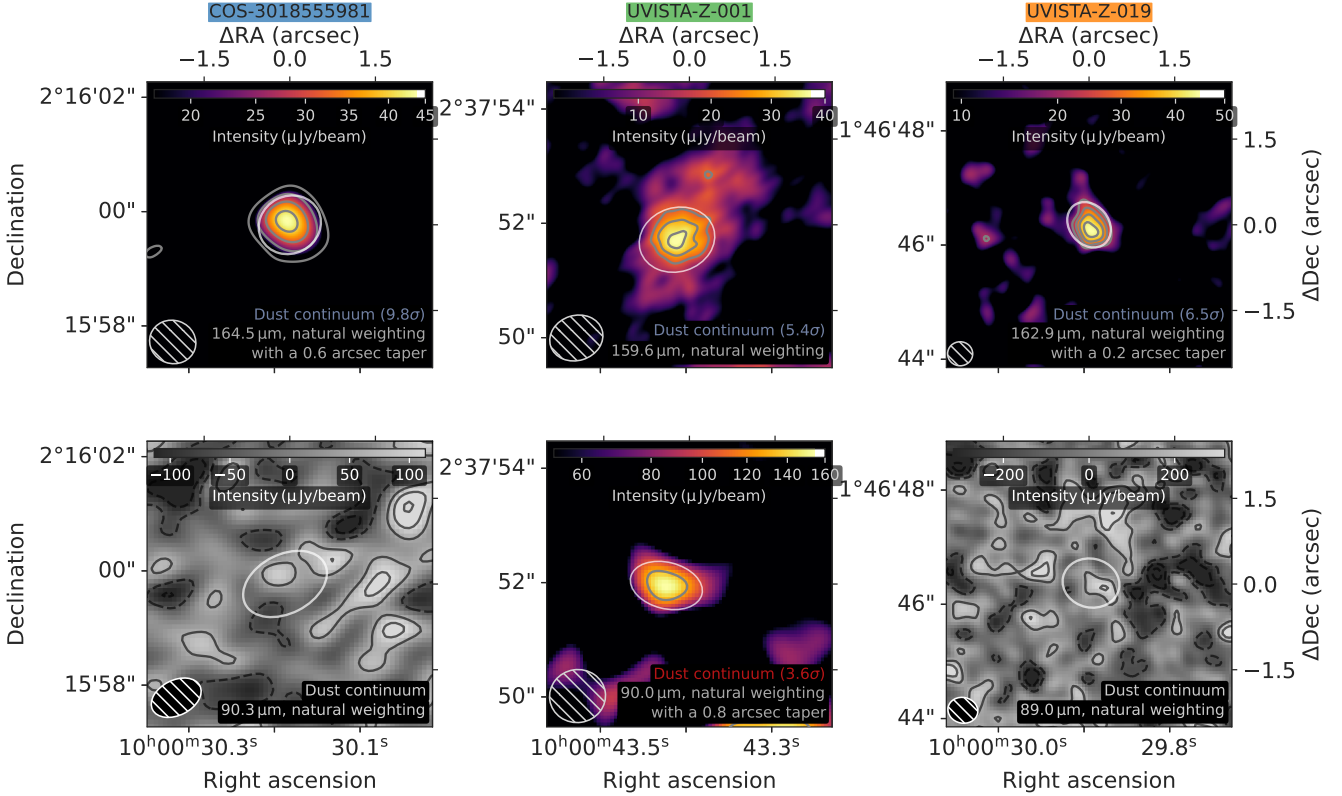 COS-3018555981 UVISTA-Z-001 UVISTA-Z-019
ΔRA (arcsec) ΔRA (arcsec) ΔRA (arcsec)
−1.5 0.0 1.5 −1.5 0.0 1.5 −1.5 0.0 1.5
2°16'02" 2°37'54" 1°46'48"
20 25 30 35 40 45 10 20 30 40 10 20 30 40 50
Intensity (μJy/beam) Intensity (μJy/beam) Intensity (μJy/beam)
1.5
Declination 00" 52" 46" 0.0 ΔDec (arcsec)
15'58" 50" 44" −1.5
Dust continuum (9.8σ)
164.5 μm, natural weighting
with a 0.6 arcsec taper
Dust continuum (5.4σ)
159.6 μm, natural weighting
Dust continuum (6.5σ)
162.9 μm, natural weighting
with a 0.2 arcsec taper
2°16'02" 2°37'54" 1°46'48"
−100 −50 0 50 100 60 80 100 120 140 160 −200 0 200
Intensity (μJy/beam) Intensity (μJy/beam) Intensity (μJy/beam)
1.5
Declination 00" 52" 46" 0.0 ΔDec (arcsec)
15'58" 50" 44" −1.5
Dust continuum
90.3 μm, natural weighting
Dust continuum (3.6σ)
90.0 μm, natural weighting
with a 0.8 arcsec taper
Dust continuum
89.0 μm, natural weighting
10ʰ00ᵐ30.3ˢ 30.1ˢ 10ʰ00ᵐ43.5ˢ 43.3ˢ 10ʰ00ᵐ30.0ˢ 29.8ˢ
Right ascension Right ascension Right ascension